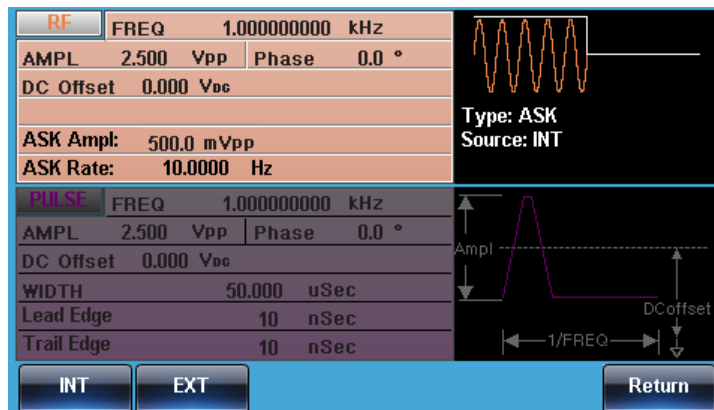 RF FREQ 1.000000000 kHz
AMPL 2.500 Vpp Phase 0.0 °
DC Offset 0.000 VDC
ASK Ampl: 500.0 mVpp
ASK Rate: 10.0000 Hz
Type: ASK
Source: INT
PULSE FREQ 1.000000000 kHz
AMPL 2.500 Vpp Phase 0.0 °
DC Offset 0.000 VDC
WIDTH 50.000 uSec
Lead Edge 10 nSec
Trail Edge 10 nSec
Ampl
DCoffset
1/FREQ
INT EXT Return